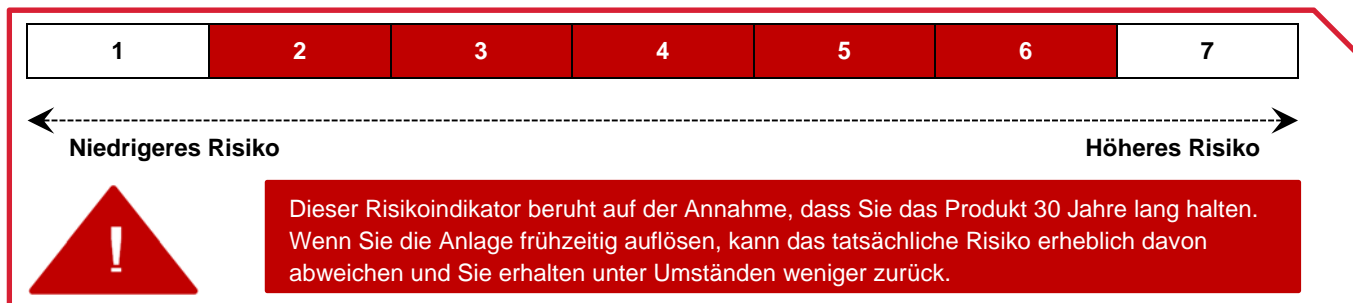 1 2 3 4 5 6 7
Niedrigeres Risiko Höheres Risiko
!
Dieser Risikoindikator beruht auf der Annahme, dass Sie das Produkt 30 Jahre lang halten.
Wenn Sie die Anlage frühzeitig auflösen, kann das tatsächliche Risiko erheblich davon
abweichen und Sie erhalten unter Umständen weniger zurück.